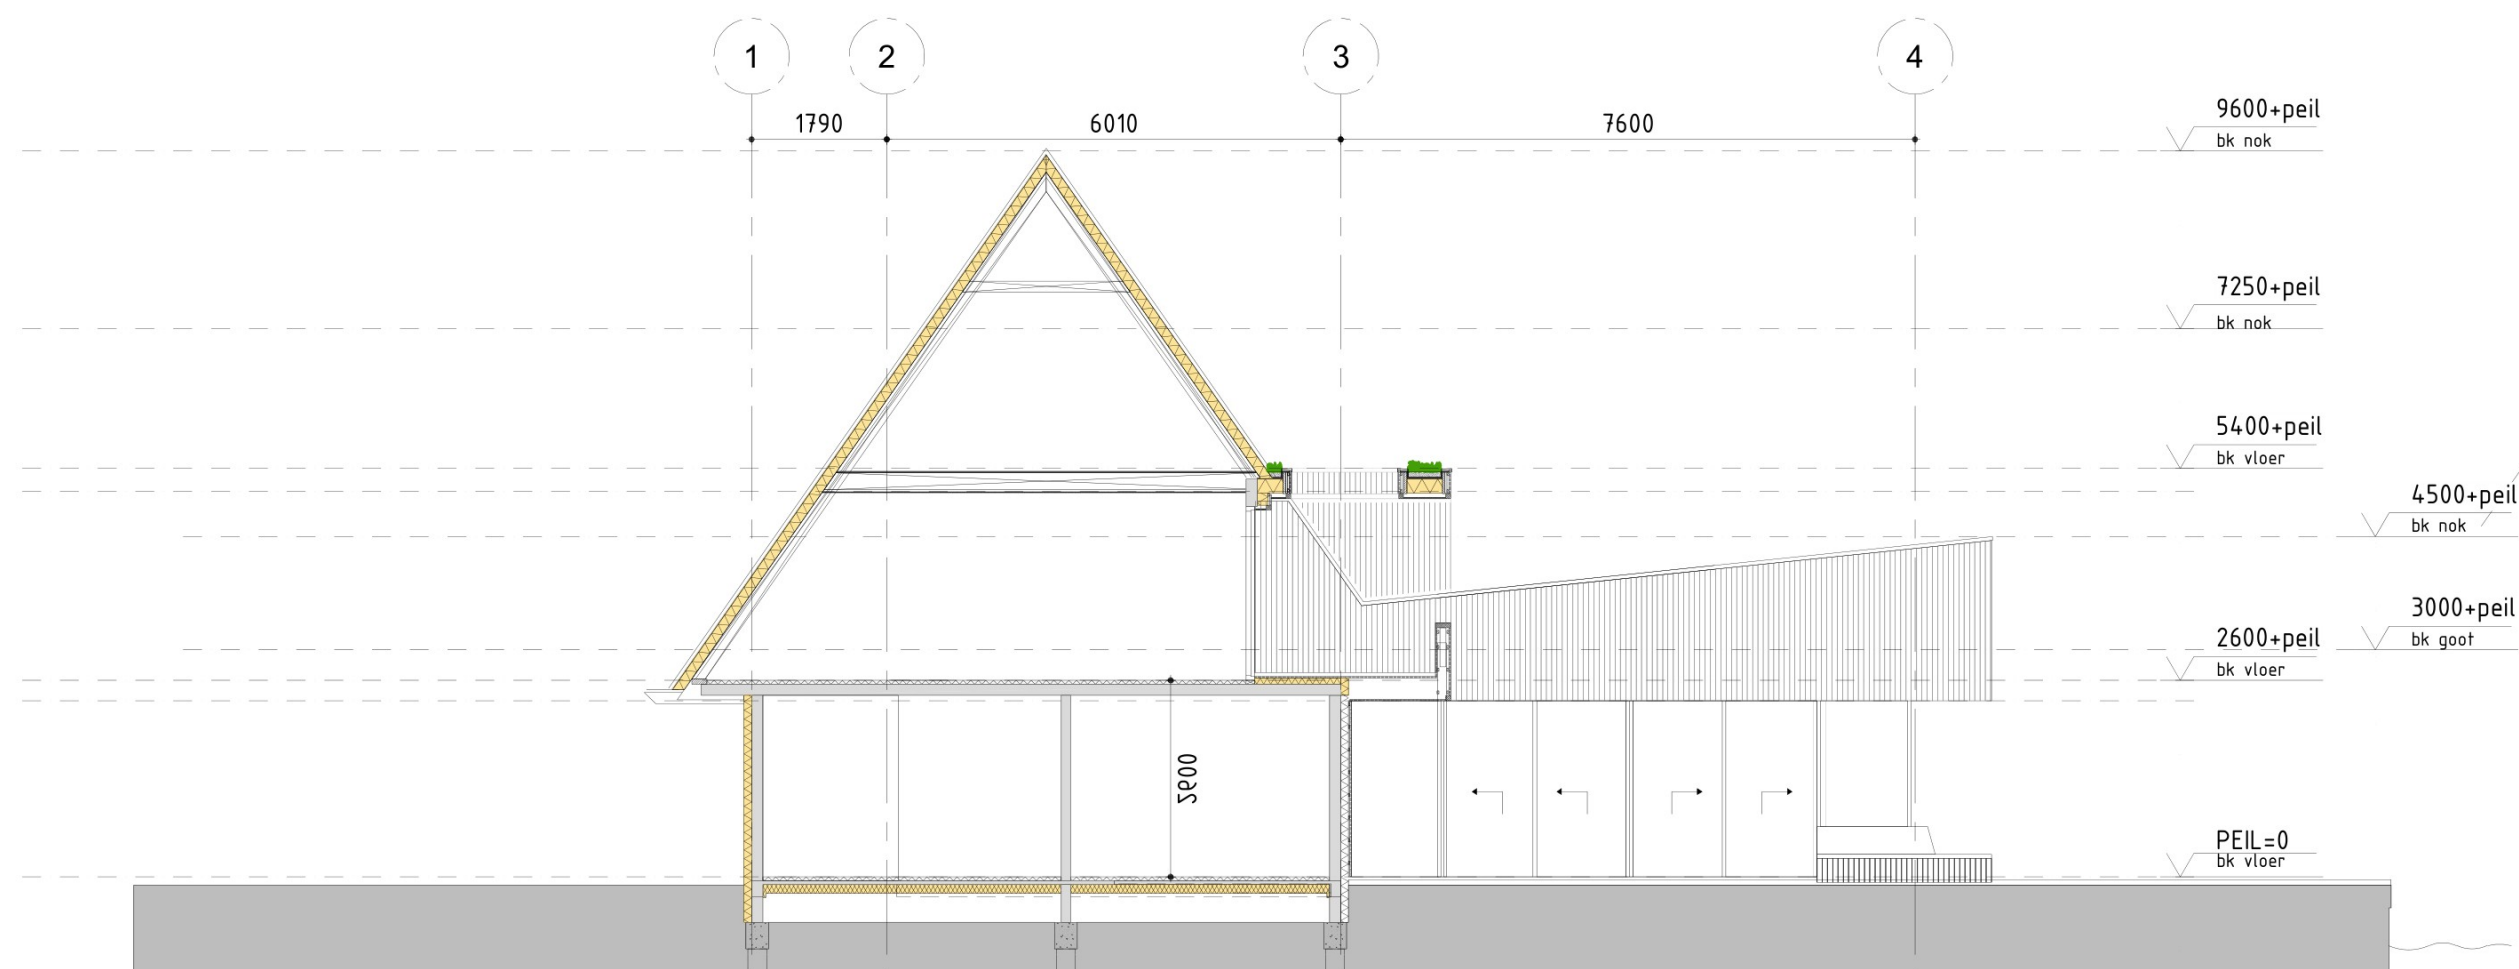 1
2
3
4
1790
6010
7600
9600+peil
bk nok
7250+peil
bk nok
5400+peil
bk vloer
4500+peil
bk nok
3000+peil
bk goot
2600+peil
bk vloer
2600
PEIL=0
bk vloer